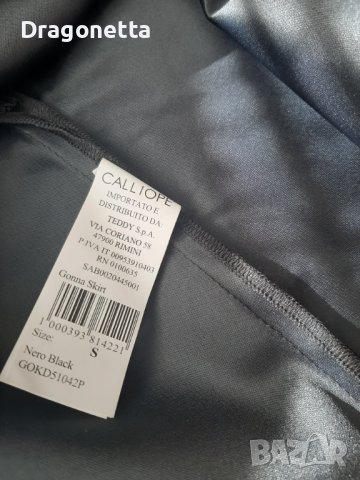 Dragonetta
CALLIOPE
IMPORTATO E
DISTRIBUITO DA:
TEDDY S.p.A.
VIA CORIANO 58
47900 RIMINI
P.IVA IT 00953910403
RN 0100635
SAB0020445001
Gonna Skirt
1 000393 814221
Size: S
Nero Black
GOKD51042P
BAZAR